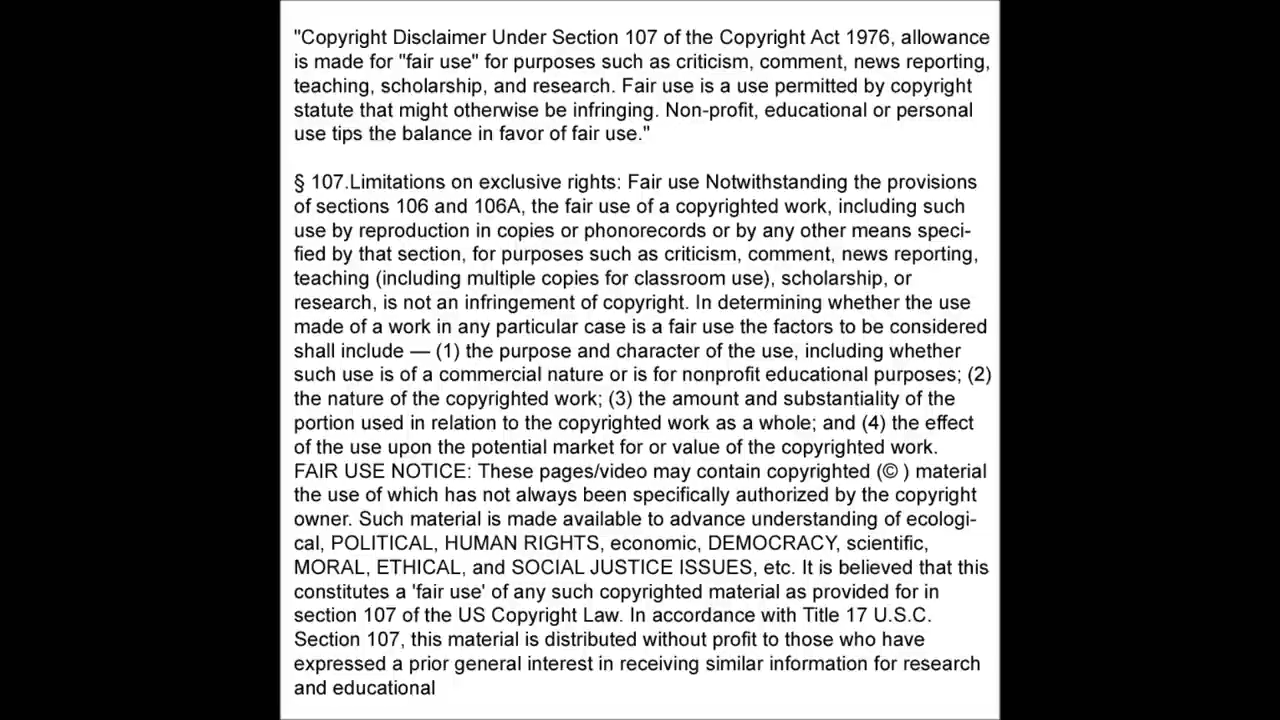 "Copyright Disclaimer Under Section 107 of the Copyright Act 1976, allowance
is made for "fair use" for purposes such as criticism, comment, news reporting,
teaching, scholarship, and research. Fair use is a use permitted by copyright
statute that might otherwise be infringing. Non-profit, educational or personal
use tips the balance in favor of fair use."
§ 107.Limitations on exclusive rights: Fair use Notwithstanding the provisions
of sections 106 and 106A, the fair use of a copyrighted work, including such
use by reproduction in copies or phonorecords or by any other means speci-
fied by that section, for purposes such as criticism, comment, news reporting,
teaching (including multiple copies for classroom use), scholarship, or
research, is not an infringement of copyright. In determining whether the use
made of a work in any particular case is a fair use the factors to be considered
shall include — (1) the purpose and character of the use, including whether
such use is of a commercial nature or is for nonprofit educational purposes; (2)
the nature of the copyrighted work; (3) the amount and substantiality of the
portion used in relation to the copyrighted work as a whole; and (4) the effect
of the use upon the potential market for or value of the copyrighted work.
FAIR USE NOTICE: These pages/video may contain copyrighted (© ) material
the use of which has not always been specifically authorized by the copyright
owner. Such material is made available to advance understanding of ecologi-
cal, POLITICAL, HUMAN RIGHTS, economic, DEMOCRACY, scientific,
MORAL, ETHICAL, and SOCIAL JUSTICE ISSUES, etc. It is believed that this
constitutes a 'fair use' of any such copyrighted material as provided for in
section 107 of the US Copyright Law. In accordance with Title 17 U.S.C.
Section 107, this material is distributed without profit to those who have
expressed a prior general interest in receiving similar information for research
and educational